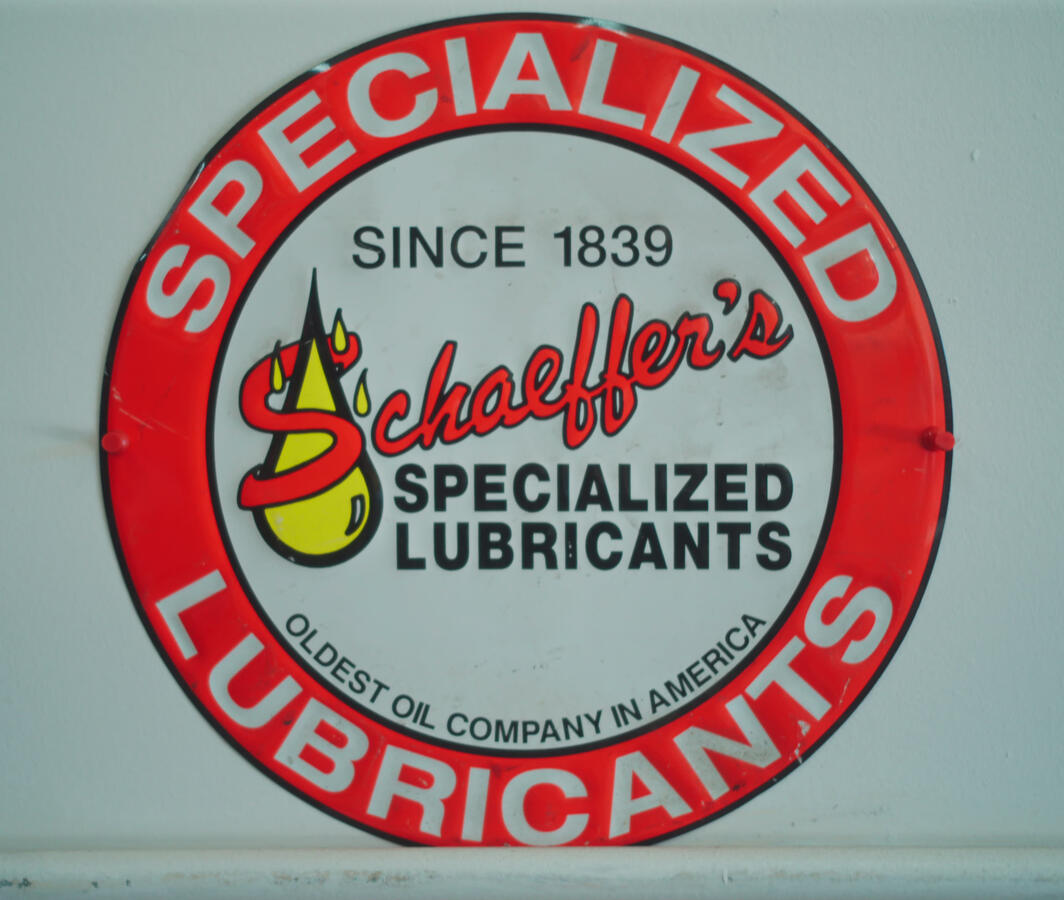 SPECIALIZED
SINCE 1839
Schaeffer's
SPECIALIZED
LUBRICANTS
OLDEST OIL COMPANY IN AMERICA
LUBRICANTS